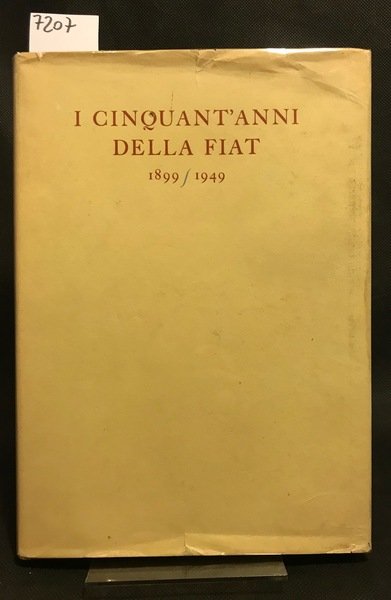 7207
I CINQUANT'ANNI
DELLA FIAT
1899/1949